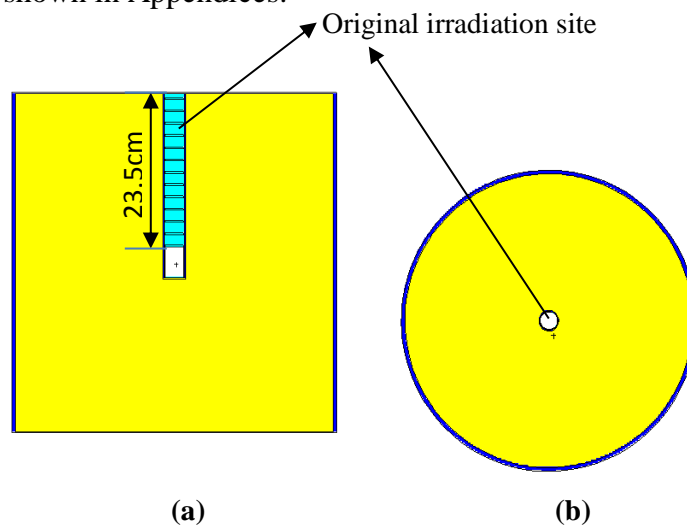 shown in Appendices.
Original irradiation site
23.5cm
(a)
(b)